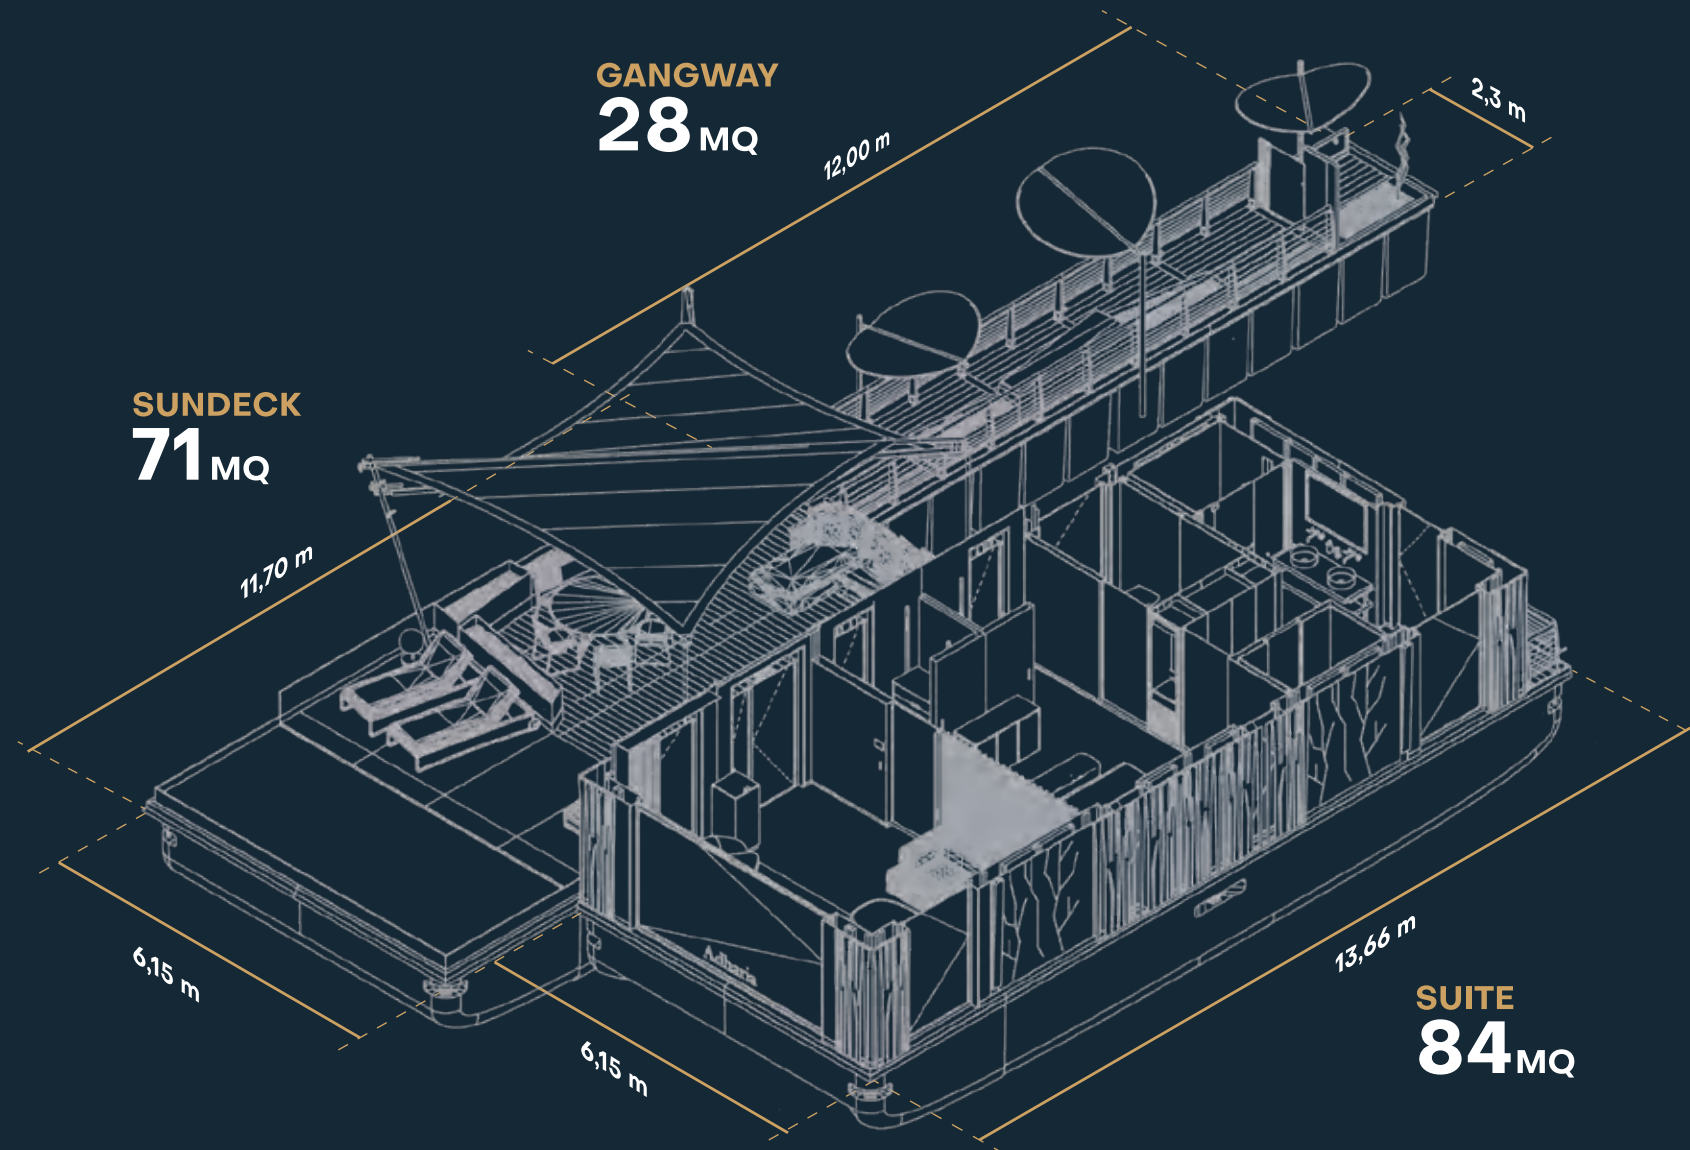 GANGWAY
28 MQ
12,00 m
2,3 m
SUNDECK
71 MQ
11,70 m
6,15 m
Adharia
6,15 m
13,66 m
SUITE
84 MQ